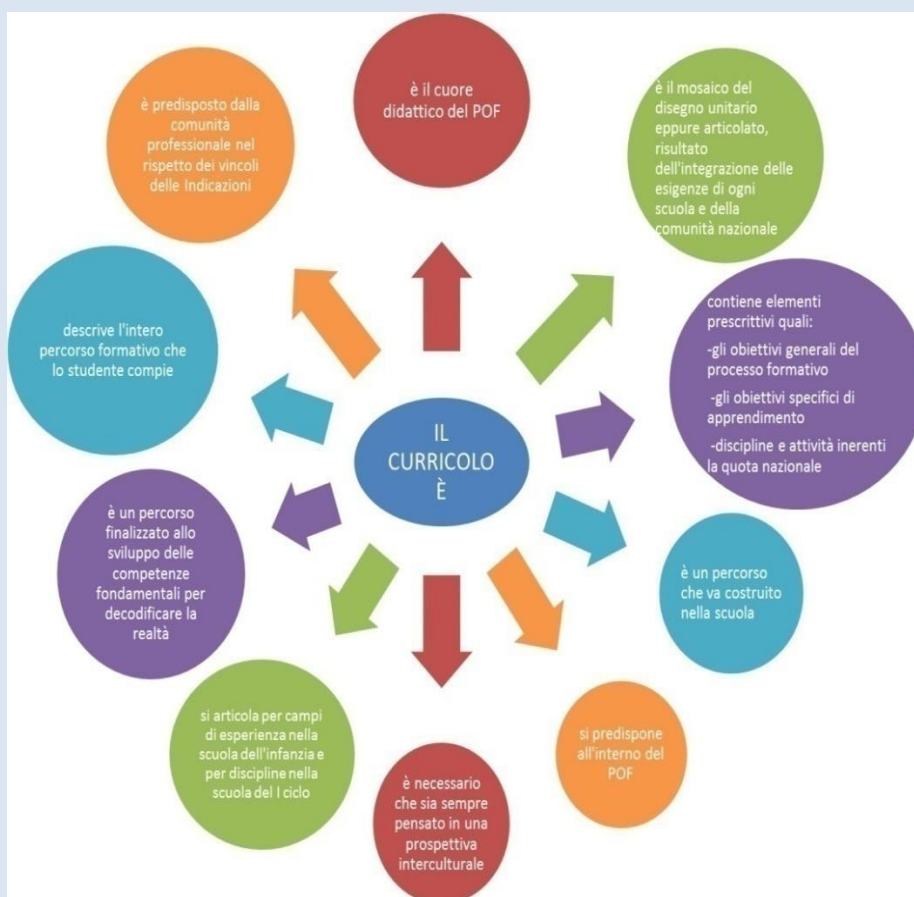 IL
CURRICOLO
È
è il cuore
didattico del POF
è il mosaico del
disegno unitario
eppure articolato,
risultato
dell'integrazione delle
esigenze di ogni
scuola e della
comunità nazionale
contiene elementi
prescrittivi quali:
-gli obiettivi generali del
processo formativo
-gli obiettivi specifici di
apprendimento
-discipline e attività inerenti
la quota nazionale
è un percorso
che va costruito
nella scuola
si predispone
all'interno del
POF
è necessario
che sia sempre
pensato in una
prospettiva
interculturale
si articola per campi
di esperienza nella
scuola dell'infanzia e
per discipline nella
scuola del I ciclo
è un percorso
finalizzato allo
sviluppo delle
competenze
fondamentali per
decodificare la
realtà
descrive l'intero
percorso formativo che
lo studente compie
è predisposto dalla
comunità
professionale nel
rispetto dei vincoli
delle Indicazioni